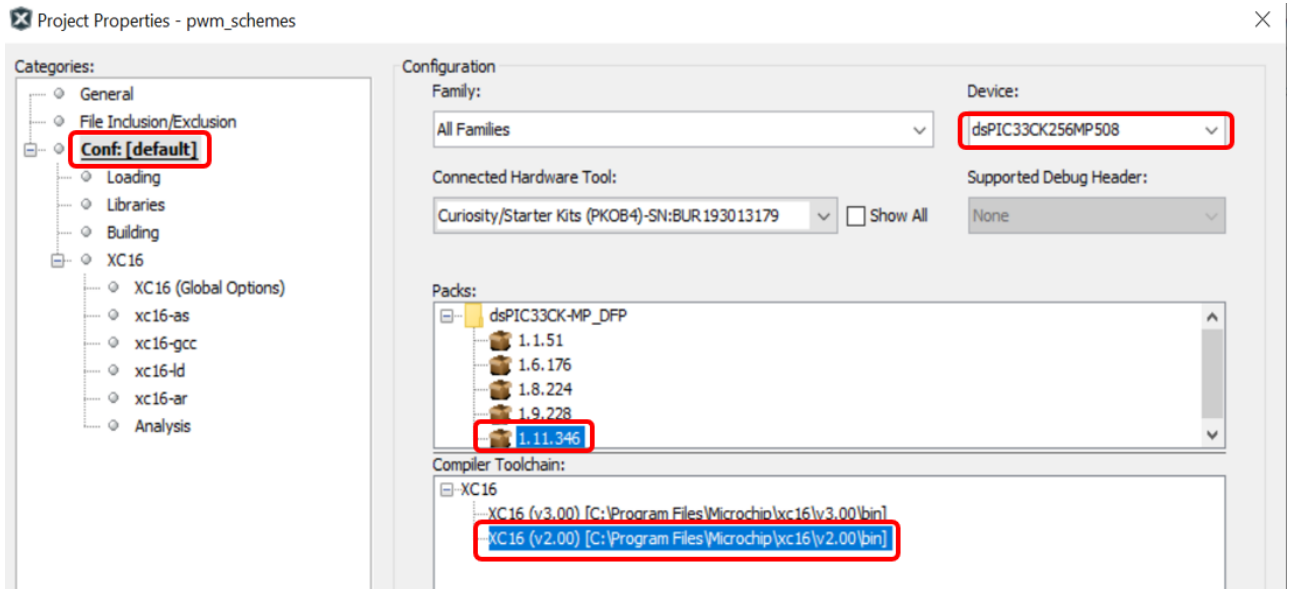 Project Properties - pwm_schemes
Categories:
General
File Inclusion/Exclusion
Conf: [default]
Loading
Libraries
Building
XC16
XC16 (Global Options)
xc16-as
xc16-gcc
xc16-ld
xc16-ar
Analysis
Configuration
Family:
All Families
Device:
dsPIC33CK256MP508
Connected Hardware Tool:
Curiosity/Starter Kits (PKOB4)-SN:BUR193013179
Show All
Supported Debug Header:
None
Packs:
dsPIC33CK-MP_DFP
1.1.51
1.6.176
1.8.224
1.9.228
1.11.346
Compiler Toolchain:
XC16
XC16 (v3.00) [C:\Program Files\Microchip\xc16\v3.00\bin]
XC16 (v2.00) [C:\Program Files\Microchip\xc16\v2.00\bin]